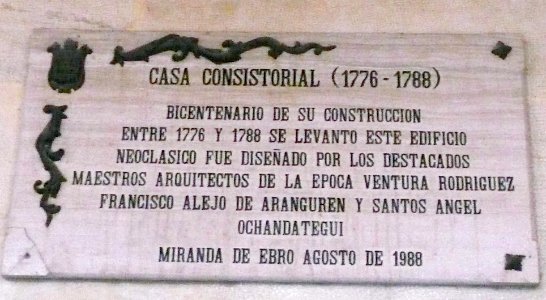 CASA CONSISTORIAL (1776-1788)
BICENTENARIO DE SU CONSTRUCCION
ENTRE 1776 Y 1788 SE LEVANTO ESTE EDIFICIO
NEOCLASICO FUE DISEÑADO POR LOS DESTACADOS
MAESTROS ARQUITECTOS DE LA EPOCA VENTURA RODRIGUEZ
FRANCISCO ALEJO DE ARANGUREN Y SANTOS ANGEL
OCHANDATEGUI
MIRANDA DE EBRO AGOSTO DE 1988